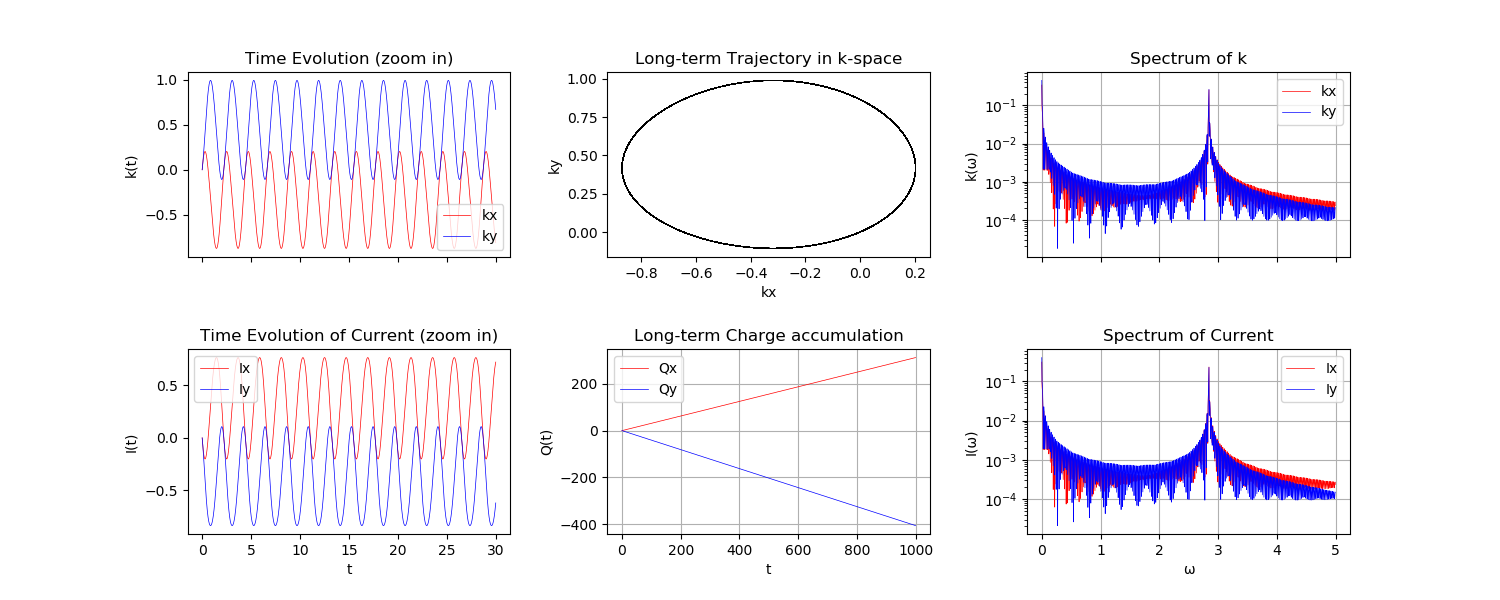 Time Evolution (zoom in)
k(t)
1.0
0.5
0.0
−0.5
kx
ky
Long-term Trajectory in k-space
ky
1.00
0.75
0.50
0.25
0.00
−0.8
−0.6
−0.4
−0.2
0.0
0.2
kx
Spectrum of k
k(ω)
10−1
10−2
10−3
10−4
kx
ky
Time Evolution of Current (zoom in)
I(t)
0.5
0.0
−0.5
Ix
Iy
0
5
10
15
20
25
30
t
Long-term Charge accumulation
Q(t)
200
0
−200
−400
Qx
Qy
0
200
400
600
800
1000
t
Spectrum of Current
I(ω)
10−1
10−2
10−3
10−4
Ix
Iy
0
1
2
3
4
5
ω